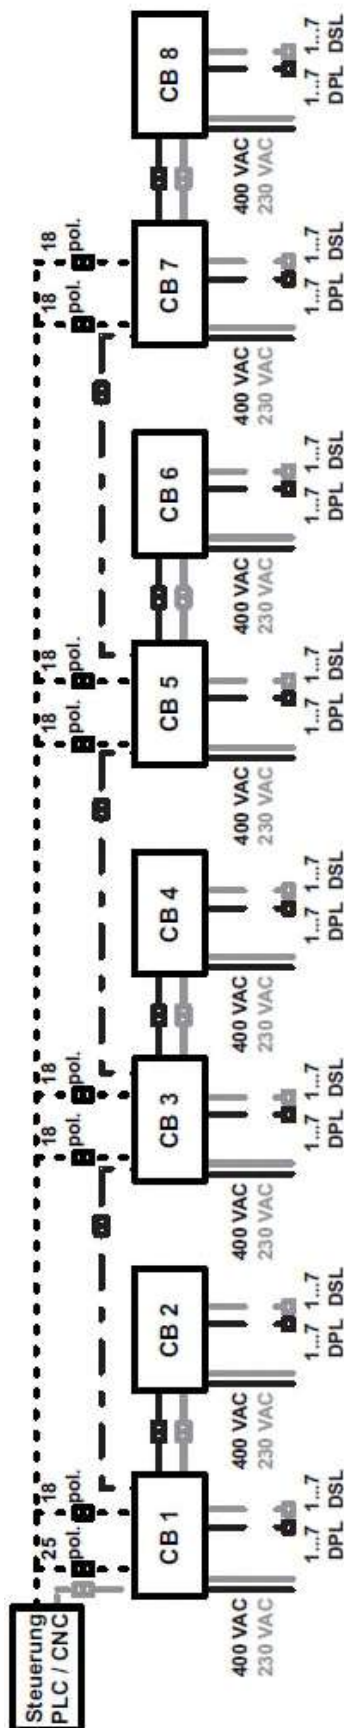 Steuerung
PLC / CNC
25
pol.
18
pol.
18
pol.
18
pol.
18
pol.
18
pol.
18
pol.
18
pol.
CB 1
CB 2
CB 3
CB 4
CB 5
CB 6
CB 7
CB 8
400 VAC
230 VAC
1...7 1...7
DPL DSL
400 VAC
230 VAC
1...7 1...7
DPL DSL
400 VAC
230 VAC
1...7 1...7
DPL DSL
400 VAC
230 VAC
1...7 1...7
DPL DSL
400 VAC
230 VAC
1...7 1...7
DPL DSL
400 VAC
230 VAC
1...7 1...7
DPL DSL
400 VAC
230 VAC
1...7 1...7
DPL DSL
400 VAC
230 VAC
1...7 1...7
DPL DSL